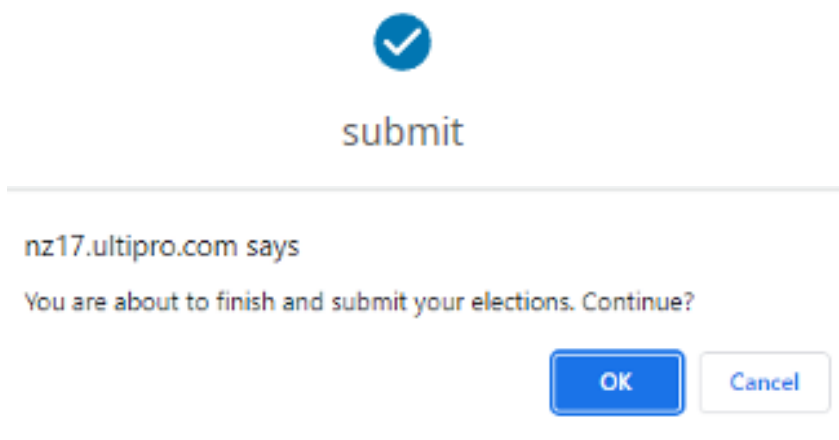 submit
nz17.ultipro.com says
You are about to finish and submit your elections. Continue?
OK Cancel